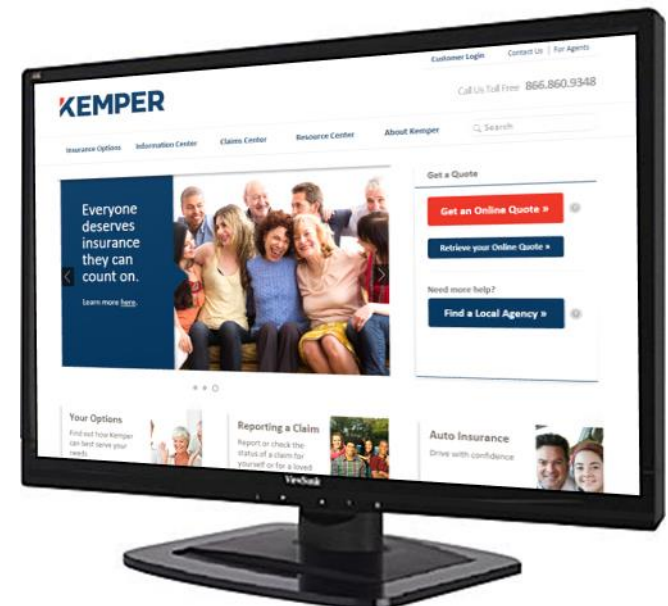 Customer Login Contact Us | For Agents
KEMPER
Call Us Toll Free 866.860.9348
Insurance Options Information Center Claims Center Resource Center About Kemper Search
Everyone
deserves
insurance
they can
count on.
Learn more here.
Get a Quote
Get an Online Quote »
Retrieve your Online Quote »
Need more help?
Find a Local Agency »
Your Options
Find out how Kemper
can best serve your
needs.
Reporting a Claim
Report or check the
status of a claim for
yourself or for a loved
Auto Insurance
Drive with confidence
ViewSonic